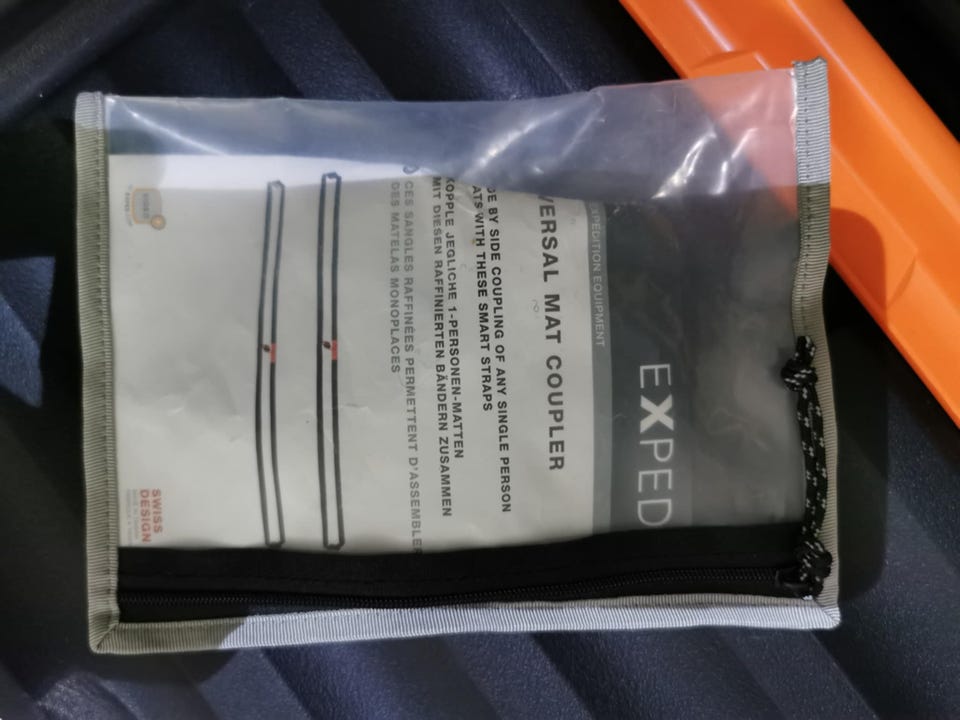 EXPED
EXPEDITION EQUIPMENT
VERSAL MAT COUPLER
DE BY SIDE COUPLING OF ANY SINGLE PERSON
ATS WITH THESE SMART STRAPS
KOPPLE JEGLICHE 1-PERSONEN-MATTEN
MIT DIESEN RAFFINIERTEN BÄNDERN ZUSAMMEN
CES SANGLES RAFFINÉES PERMETTENT D'ASSEMBLER
DES MATELAS MONOPLACES
VIDEO
SWISS
DESIGN